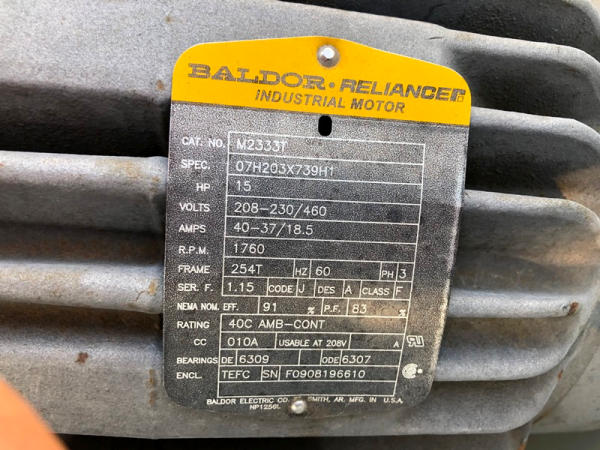 BALDOR • RELIANCER
INDUSTRIAL MOTOR
CAT. NO. M2333T
SPEC. 07H203X739H1
HP 15
VOLTS 208-230/460
AMPS 40-37/18.5
R.P.M. 1760
FRAME 254T HZ 60 PH 3
SER. F. 1.15 CODE J DES A CLASS F
NEMA NOM. EFF. 91 % P.F. 83 %
RATING 40C AMB-CONT
CC 010A USABLE AT 208V A
BEARINGS DE 6309 ODE 6307
ENCL. TEFC SN F0908196610
BALDOR ELECTRIC CO. FT. SMITH, AR. MFG. IN U.S.A.
NP1256L